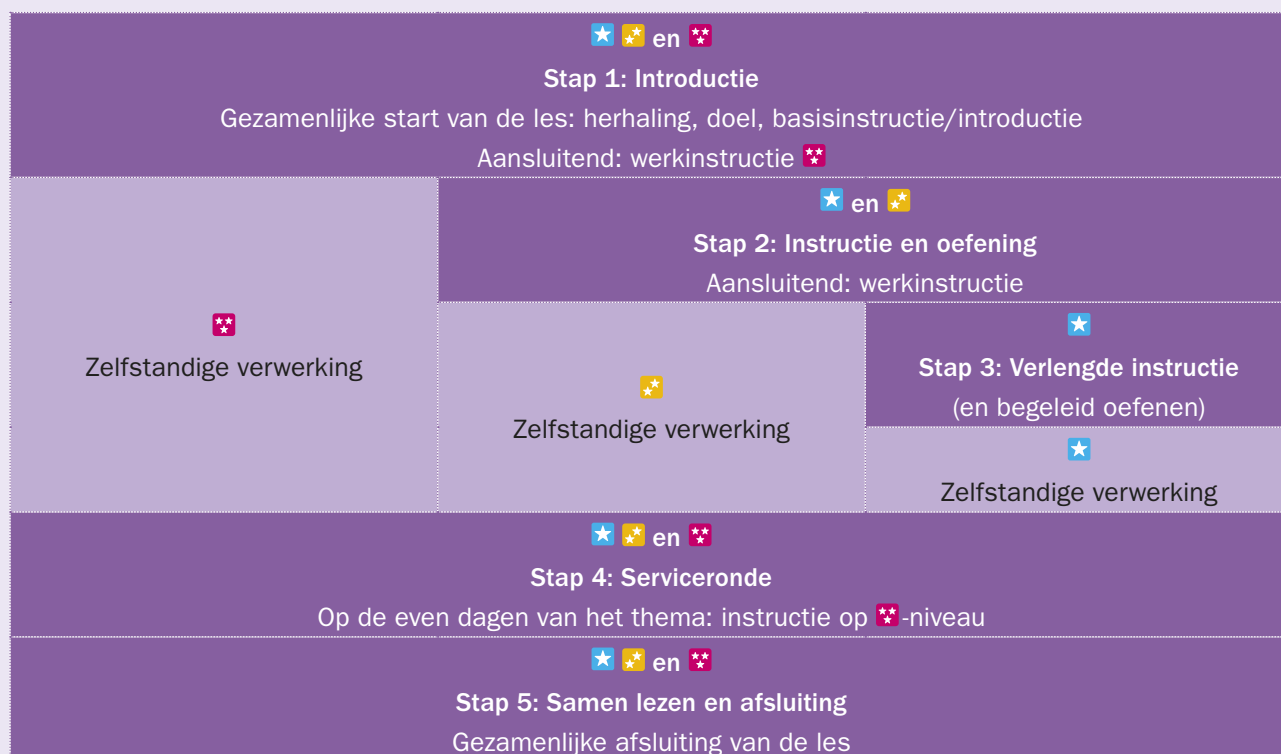 en
Stap 1: Introductie
Gezamenlijke start van de les: herhaling, doel, basisinstructie/introductie
Aansluitend: werkinstructie
en
Stap 2: Instructie en oefening
Aansluitend: werkinstructie
Zelfstandige verwerking
Zelfstandige verwerking
Stap 3: Verlengde instructie
(en begeleid oefenen)
Zelfstandige verwerking
en
Stap 4: Serviceronde
Op de even dagen van het thema: instructie op -niveau
en
Stap 5: Samen lezen en afsluiting
Gezamenlijke afsluiting van de les